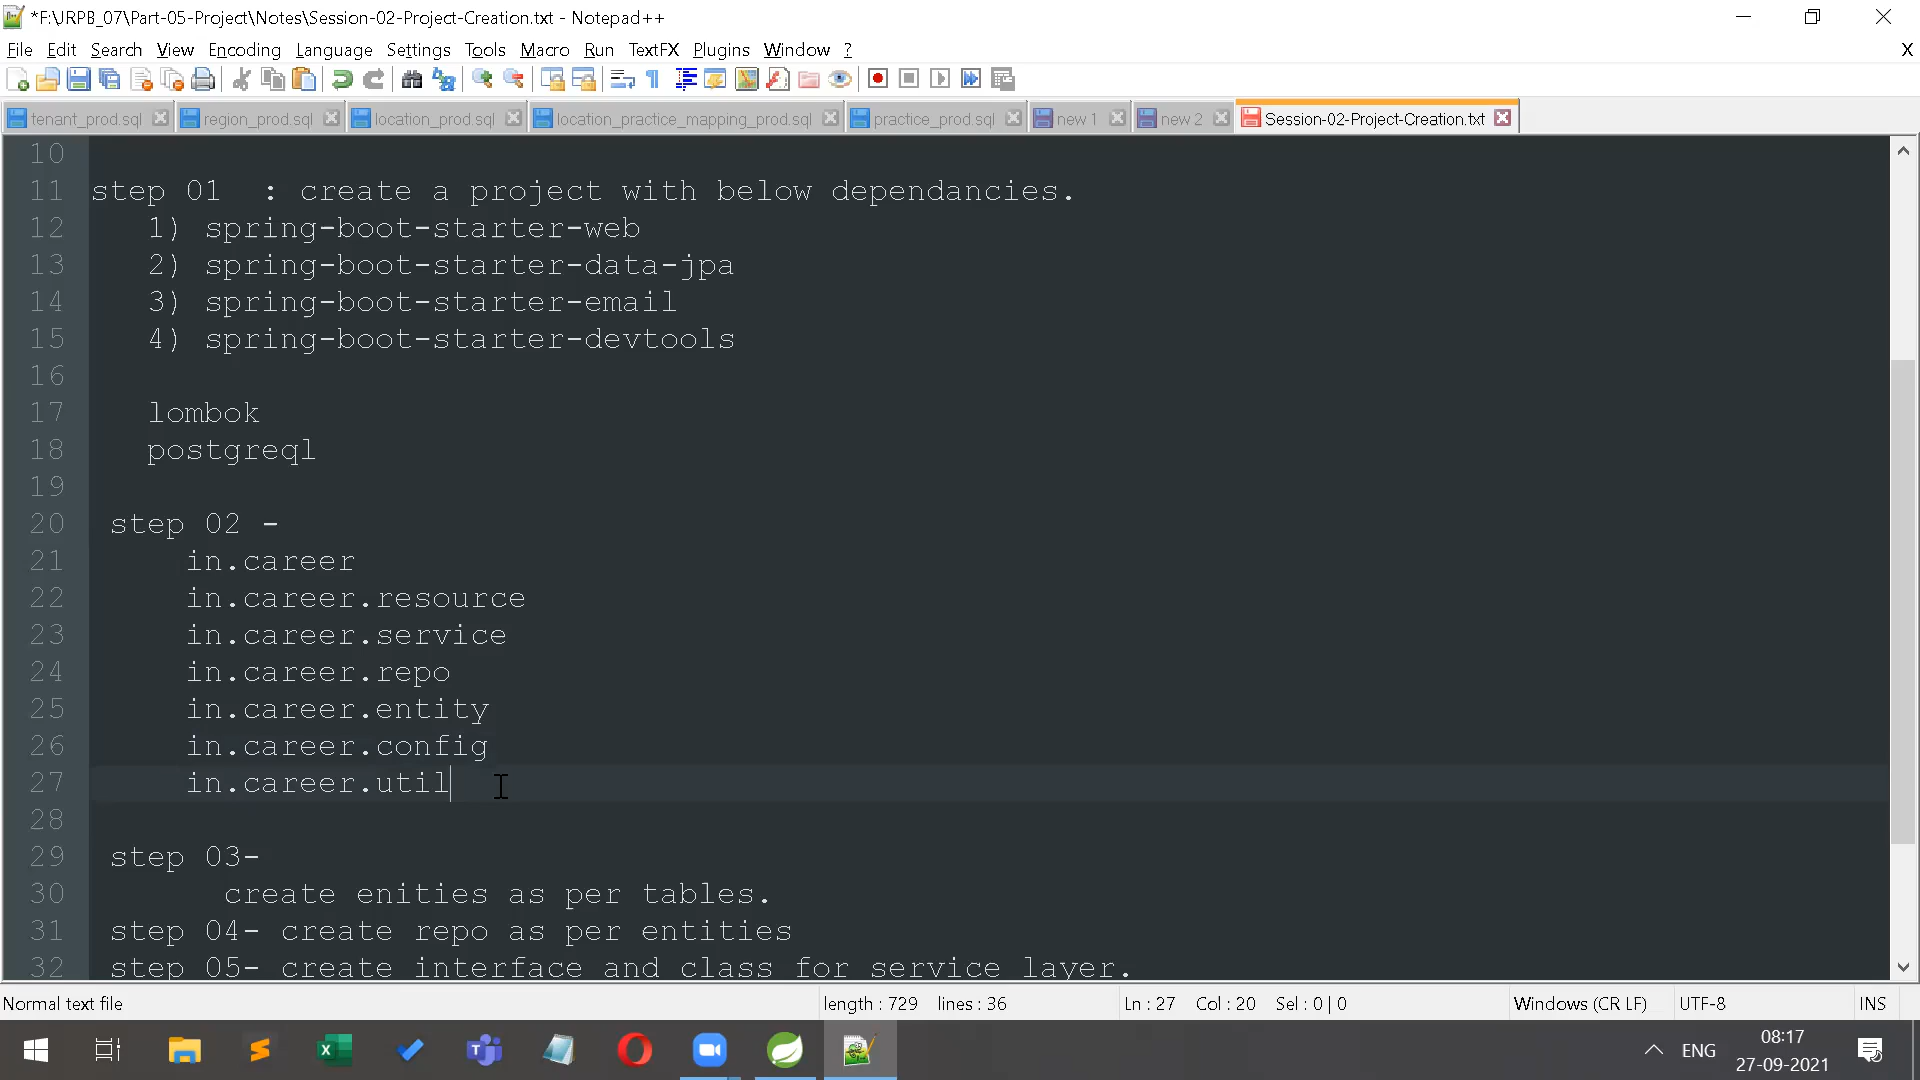 *F:\JRPB_07\Part-05-Project\Notes\Session-02-Project-Creation.txt - Notepad++
File Edit Search View Encoding Language Settings Tools Macro Run TextFX Plugins Window ? X
tenant_prod.sql region_prod.sql location_prod.sql location_practice_mapping_prod.sql practice_prod.sql new 1 new 2 Session-02-Project-Creation.txt
10
11 step 01  : create a project with below dependancies.
12 1) spring-boot-starter-web
13 2) spring-boot-starter-data-jpa
14 3) spring-boot-starter-email
15 4) spring-boot-starter-devtools
16
17 lombok
18 postgreql
19
20 step 02 -
21 in.career
22 in.career.resource
23 in.career.service
24 in.career.repo
25 in.career.entity
26 in.career.config
27 in.career.util
28
29 step 03-
30 create enities as per tables.
31 step 04- create repo as per entities
32 step 05- create interface and class for service layer.
Normal text file length : 729 lines : 36 Ln : 27 Col : 20 Sel : 0 | 0 Windows (CR LF) UTF-8 INS
ENG 08:17
27-09-2021